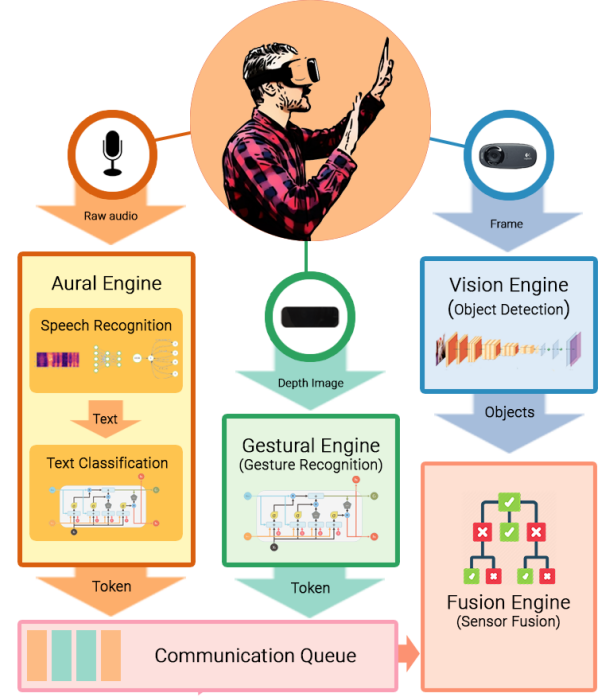 Raw audio
Frame
Aural Engine
Speech Recognition
Text
Text Classification
Token
Depth Image
Gestural Engine
(Gesture Recognition)
Token
Vision Engine
(Object Detection)
Objects
Fusion Engine
(Sensor Fusion)
Communication Queue